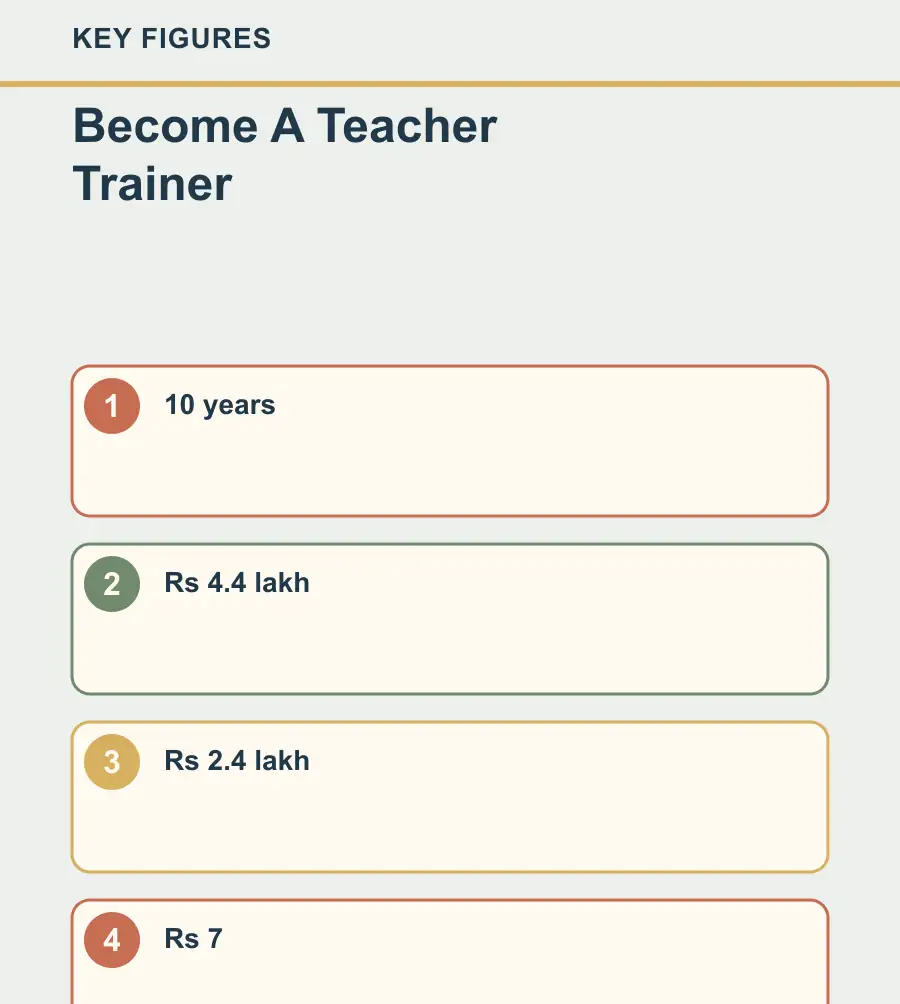 KEY FIGURES
Become A Teacher
Trainer
1
10 years
2
Rs 4.4 lakh
3
Rs 2.4 lakh
4
Rs 7